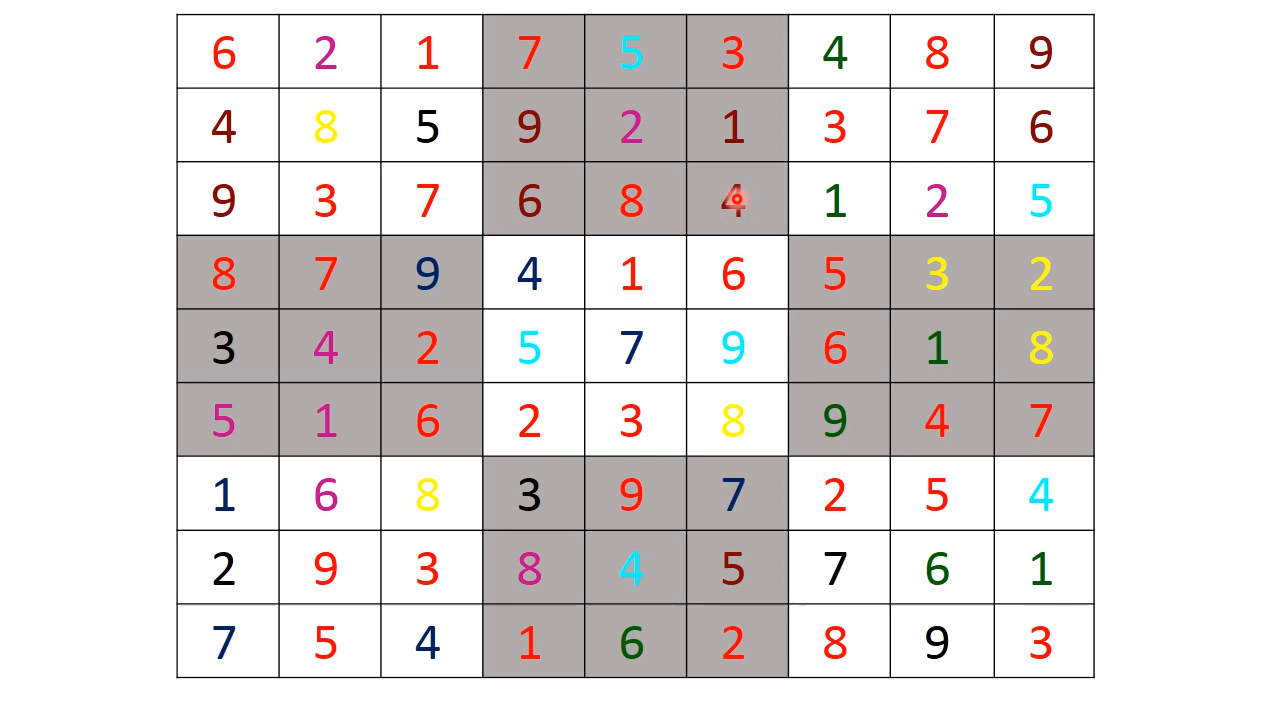 6 2 1 7 5 3 4 8 9
4 8 5 9 2 1 3 7 6
9 3 7 6 8 4 1 2 5
8 7 9 4 1 6 5 3 2
3 4 2 5 7 9 6 1 8
5 1 6 2 3 8 9 4 7
1 6 8 3 9 7 2 5 4
2 9 3 8 4 5 7 6 1
7 5 4 1 6 2 8 9 3